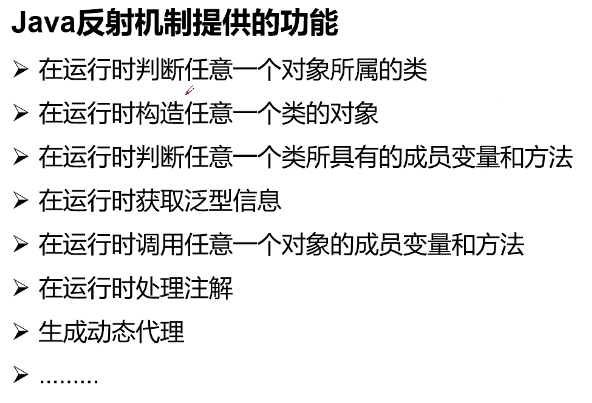 Java反射机制提供的功能
➢ 在运行时判断任意一个对象所属的类
➢ 在运行时构造任意一个类的对象
➢ 在运行时判断任意一个类所具有的成员变量和方法
➢ 在运行时获取泛型信息
➢ 在运行时调用任意一个对象的成员变量和方法
➢ 在运行时处理注解
➢ 生成动态代理
➢ ………